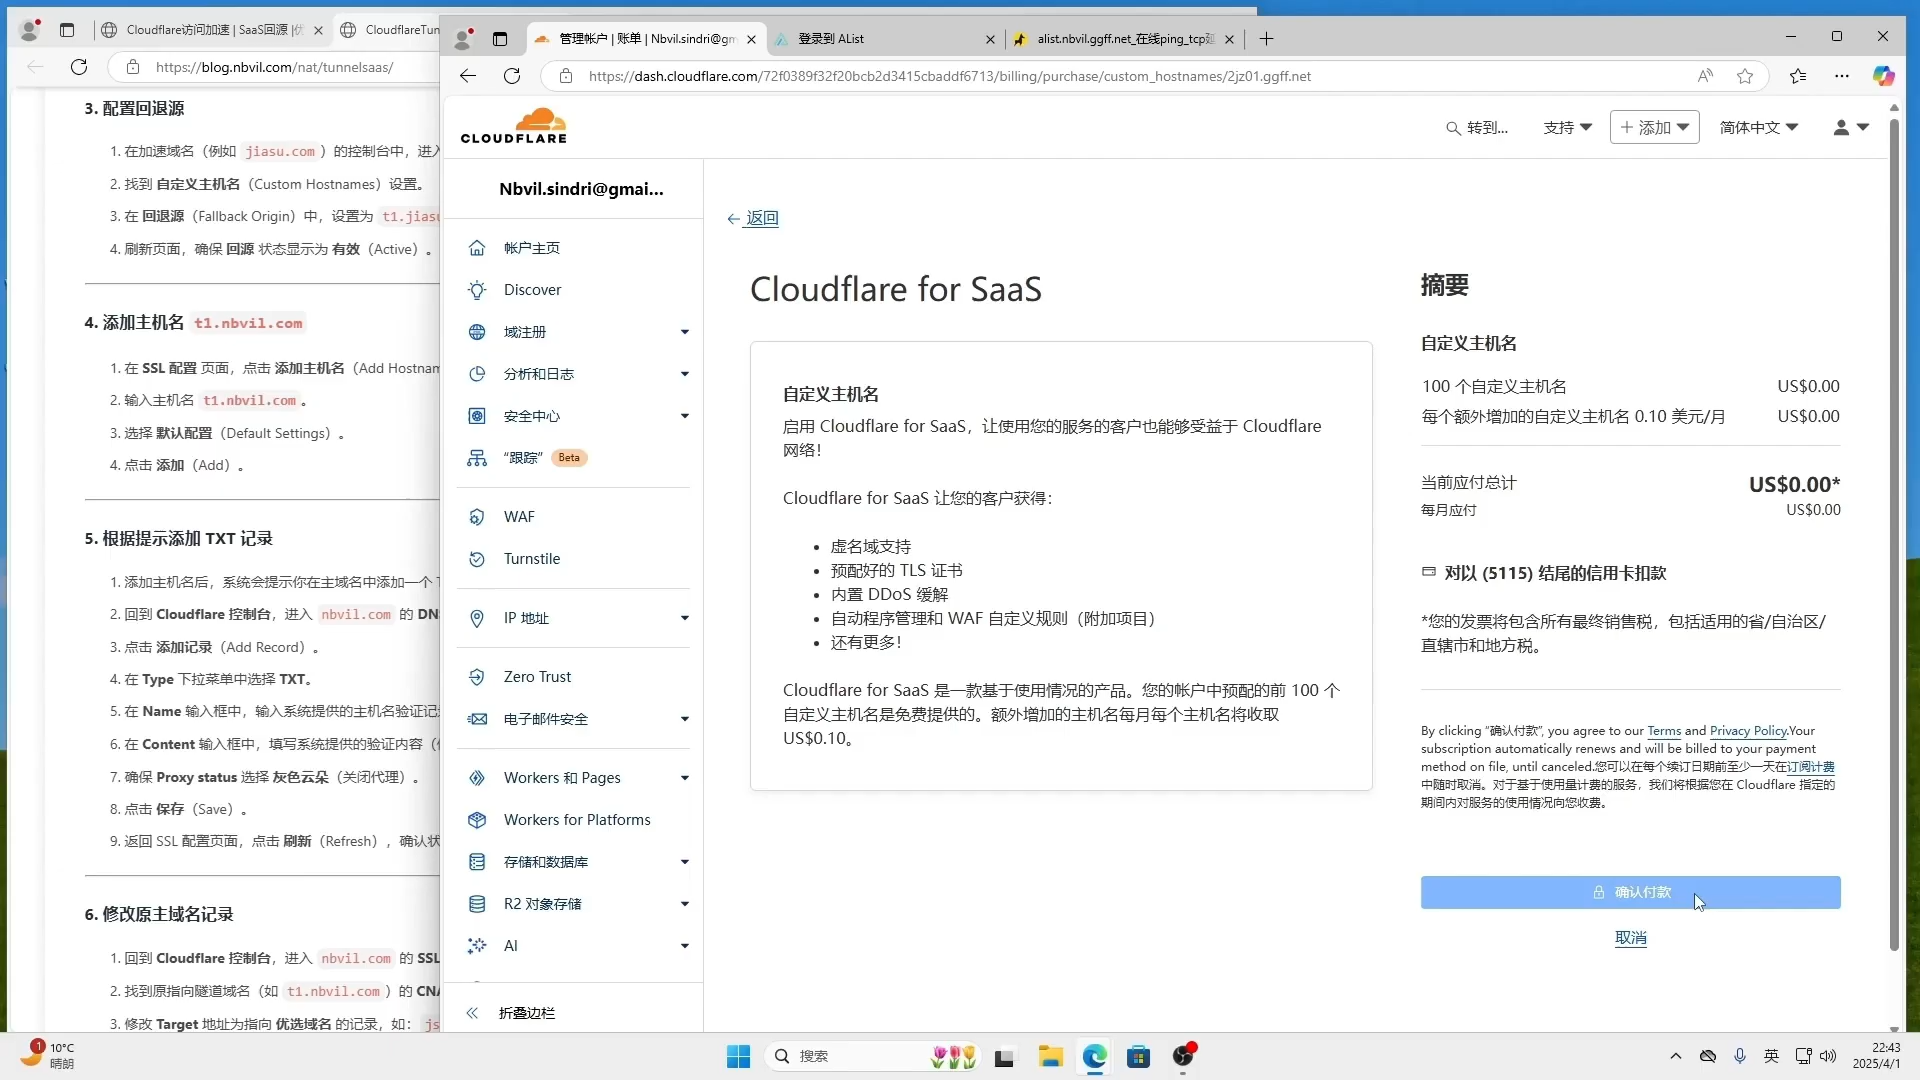 Cloudflare访问加速 | SaaS回源 |
CloudflareTun
https://blog.nbvil.com/nat/tunnelsaas/
3. 配置回退源
1. 在加速域名（例如 jiasu.com ）的控制台中，进入
2. 找到 自定义主机名（Custom Hostnames）设置。
3. 在 回退源（Fallback Origin）中，设置为 t1.jiasu
4. 刷新页面，确保 回源 状态显示为 有效（Active）。
4. 添加主机名 t1.nbvil.com
1. 在 SSL 配置 页面，点击 添加主机名（Add Hostnam
2. 输入主机名 t1.nbvil.com 。
3. 选择 默认配置（Default Settings）。
4. 点击 添加（Add）。
5. 根据提示添加 TXT 记录
1. 添加主机名后，系统会提示你在主域名中添加一个 T
2. 回到 Cloudflare 控制台，进入 nbvil.com 的 DN
3. 点击 添加记录（Add Record）。
4. 在 Type 下拉菜单中选择 TXT。
5. 在 Name 输入框中，输入系统提供的主机名验证记
6. 在 Content 输入框中，填写系统提供的验证内容（
7. 确保 Proxy status 选择 灰色云朵（关闭代理）。
8. 点击 保存（Save）。
9. 返回 SSL 配置页面，点击 刷新（Refresh），确认状
6. 修改原主域名记录
1. 回到 Cloudflare 控制台，进入 nbvil.com 的 SSL
2. 找到原指向隧道域名（如 t1.nbvil.com ）的 CNA
3. 修改 Target 地址为指向 优选域名 的记录，如： js
管理帐户 | 账单 | Nbvil.sindri@gm
登录到 AList
alist.nbvil.ggff.net_在线ping_tcp延
https://dash.cloudflare.com/72f0389f32f20bcb2d3415cbaddf6713/billing/purchase/custom_hostnames/2jz01.ggff.net
CLOUDFLARE
转到...
支持
添加
简体中文
Nbvil.sindri@gmai...
帐户主页
Discover
域注册
分析和日志
安全中心
“跟踪” Beta
WAF
Turnstile
IP 地址
Zero Trust
电子邮件安全
Workers 和 Pages
Workers for Platforms
存储和数据库
R2 对象存储
AI
折叠边栏
返回
Cloudflare for SaaS
自定义主机名
启用 Cloudflare for SaaS，让使用您的服务的客户也能够受益于 Cloudflare
网络！
Cloudflare for SaaS 让您的客户获得：
• 虚名域支持
• 预配好的 TLS 证书
• 内置 DDoS 缓解
• 自动程序管理和 WAF 自定义规则（附加项目）
• 还有更多！
Cloudflare for SaaS 是一款基于使用情况的产品。您的帐户中预配的前 100 个
自定义主机名是免费提供的。额外增加的主机名每月每个主机名将收取
US$0.10。
摘要
自定义主机名
100 个自定义主机名 US$0.00
每个额外增加的自定义主机名 0.10 美元/月 US$0.00
当前应付总计 US$0.00*
每月应付 US$0.00
对以 (5115) 结尾的信用卡扣款
*您的发票将包含所有最终销售税，包括适用的省/自治区/
直辖市和地方税。
By clicking “确认付款”, you agree to our Terms and Privacy Policy.Your
subscription automatically renews and will be billed to your payment
method on file, until canceled.您可以在每个续订日期前至少一天在订阅计费
中随时取消。对于基于使用量计费的服务，我们将根据您在 Cloudflare 指定的
期间内对服务的使用情况向您收费。
确认付款
取消
1
10°C
晴朗
搜索
英
22:43
2025/4/1